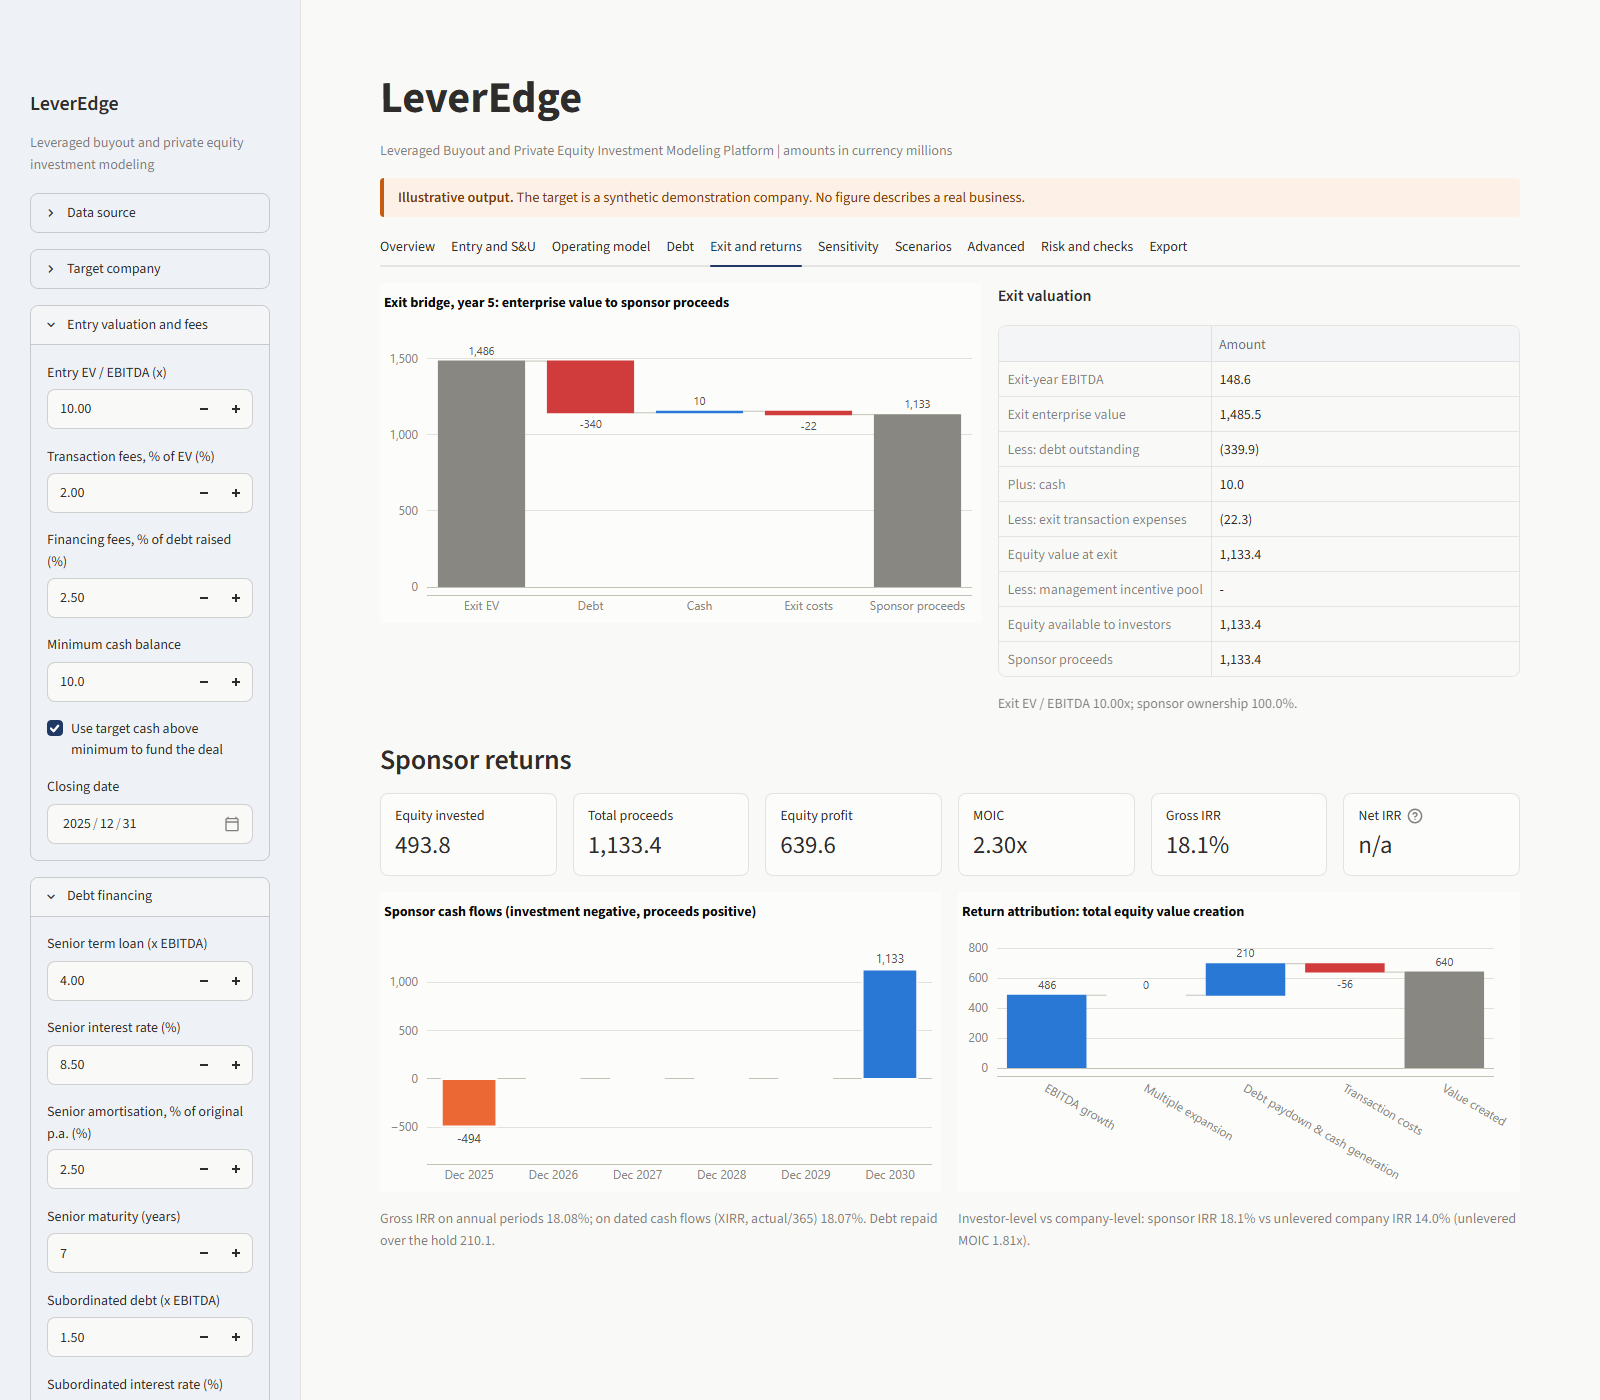 LeverEdge
Leveraged buyout and private equity
investment modeling
Data source
Target company
Entry valuation and fees
Entry EV / EBITDA (x)
10.00
Transaction fees, % of EV (%)
2.00
Financing fees, % of debt raised
(%)
2.50
Minimum cash balance
10.0
Use target cash above
minimum to fund the deal
Closing date
2025 / 12 / 31
Debt financing
Senior term loan (x EBITDA)
4.00
Senior interest rate (%)
8.50
Senior amortisation, % of original
p.a. (%)
2.50
Senior maturity (years)
7
Subordinated debt (x EBITDA)
1.50
Subordinated interest rate (%)
LeverEdge
Leveraged Buyout and Private Equity Investment Modeling Platform | amounts in currency millions
Illustrative output. The target is a synthetic demonstration company. No figure describes a real business.
Overview Entry and S&U Operating model Debt Exit and returns Sensitivity Scenarios Advanced Risk and checks Export
Exit bridge, year 5: enterprise value to sponsor proceeds
1,500
1,000
500
0
1,486
-340
10
-22
1,133
Exit EV Debt Cash Exit costs Sponsor proceeds
Exit valuation
Amount
Exit-year EBITDA 148.6
Exit enterprise value 1,485.5
Less: debt outstanding (339.9)
Plus: cash 10.0
Less: exit transaction expenses (22.3)
Equity value at exit 1,133.4
Less: management incentive pool -
Equity available to investors 1,133.4
Sponsor proceeds 1,133.4
Exit EV / EBITDA 10.00x; sponsor ownership 100.0%.
Sponsor returns
Equity invested
493.8
Total proceeds
1,133.4
Equity profit
639.6
MOIC
2.30x
Gross IRR
18.1%
Net IRR
n/a
Sponsor cash flows (investment negative, proceeds positive)
1,000
500
0
−500
-494
1,133
Dec 2025 Dec 2026 Dec 2027 Dec 2028 Dec 2029 Dec 2030
Gross IRR on annual periods 18.08%; on dated cash flows (XIRR, actual/365) 18.07%. Debt repaid
over the hold 210.1.
Return attribution: total equity value creation
800
600
400
200
0
486
0
210
-56
640
EBITDA growth
Multiple expansion
Debt paydown & cash generation
Transaction costs
Value created
Investor-level vs company-level: sponsor IRR 18.1% vs unlevered company IRR 14.0% (unlevered
MOIC 1.81x).